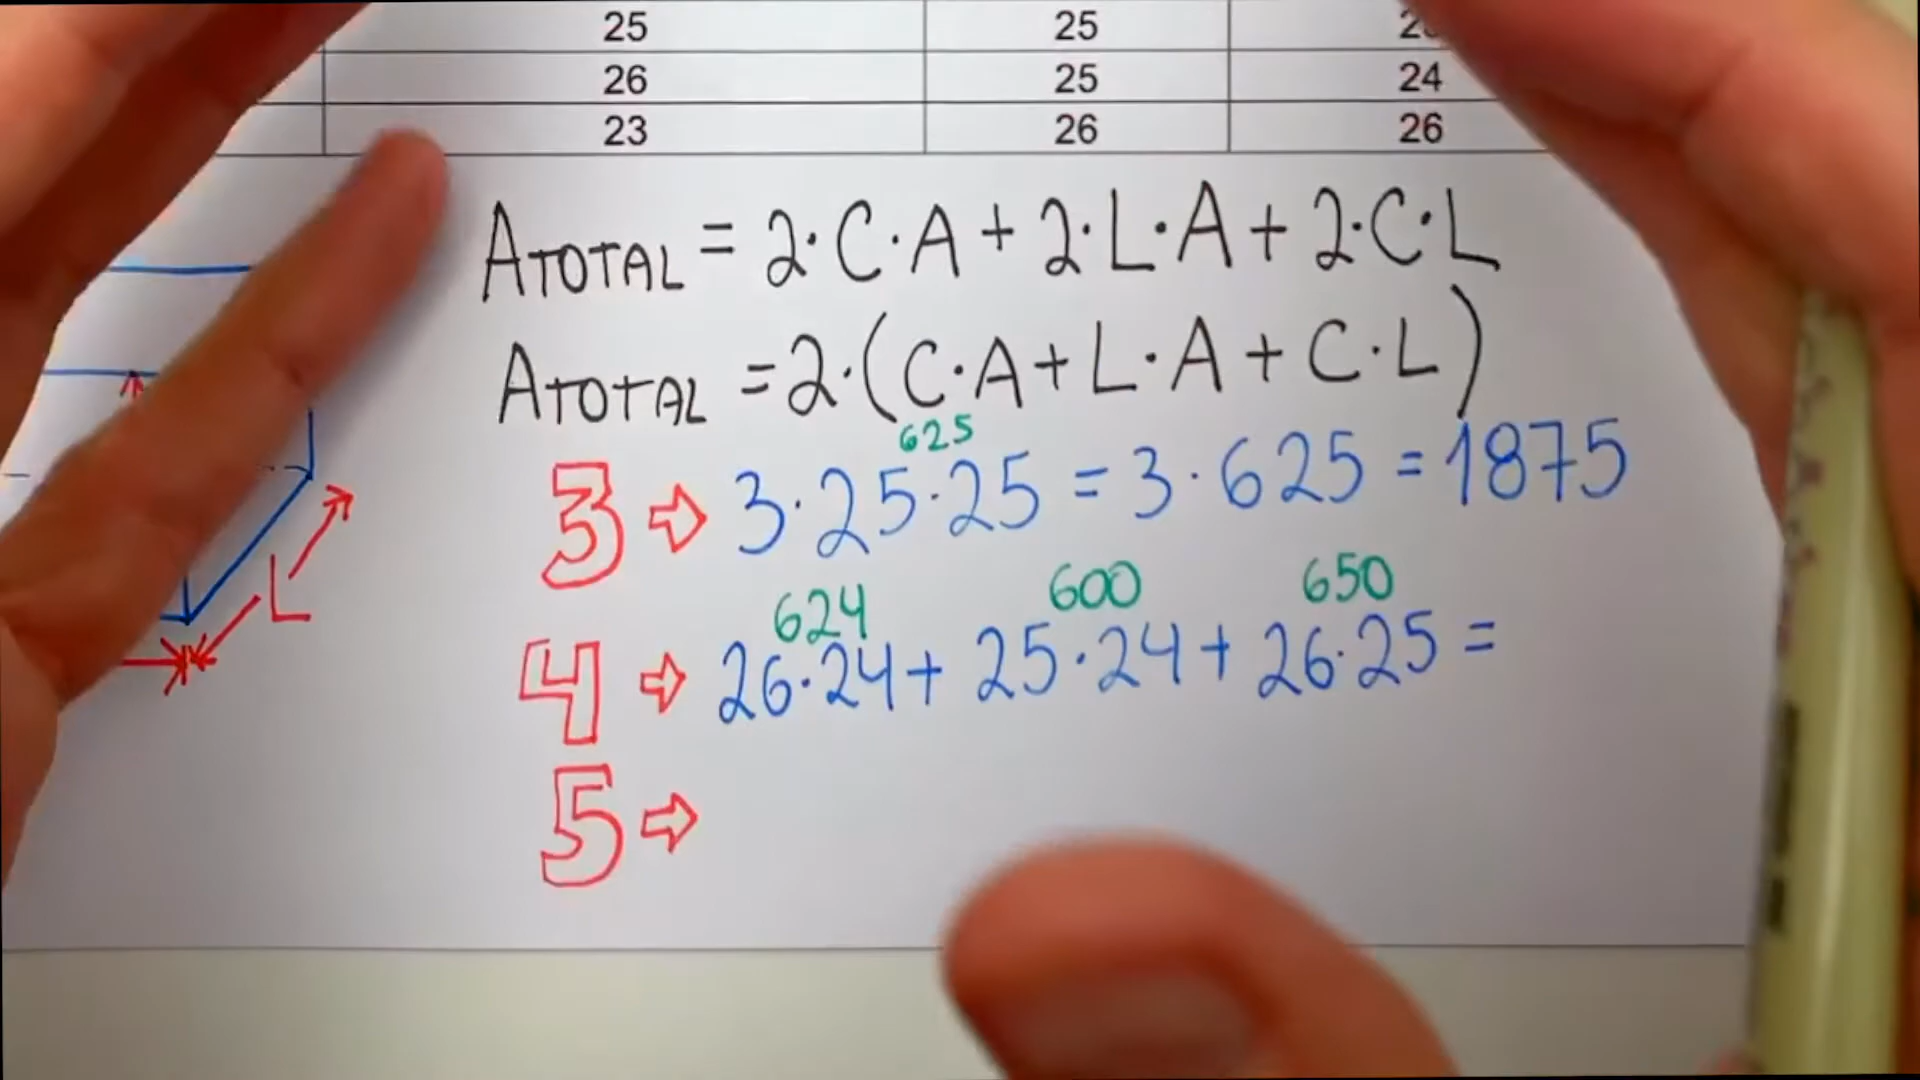 25 25
26 25 24
23 26 26
ATOTAL = 2·C·A + 2·L·A + 2·C·L
ATOTAL = 2·(C·A + L·A + C·L)
625
3 ⇨ 3·25·25 = 3·625 = 1875
624 600 650
4 ⇨ 26·24 + 25·24 + 26·25 =
5 ⇨
L